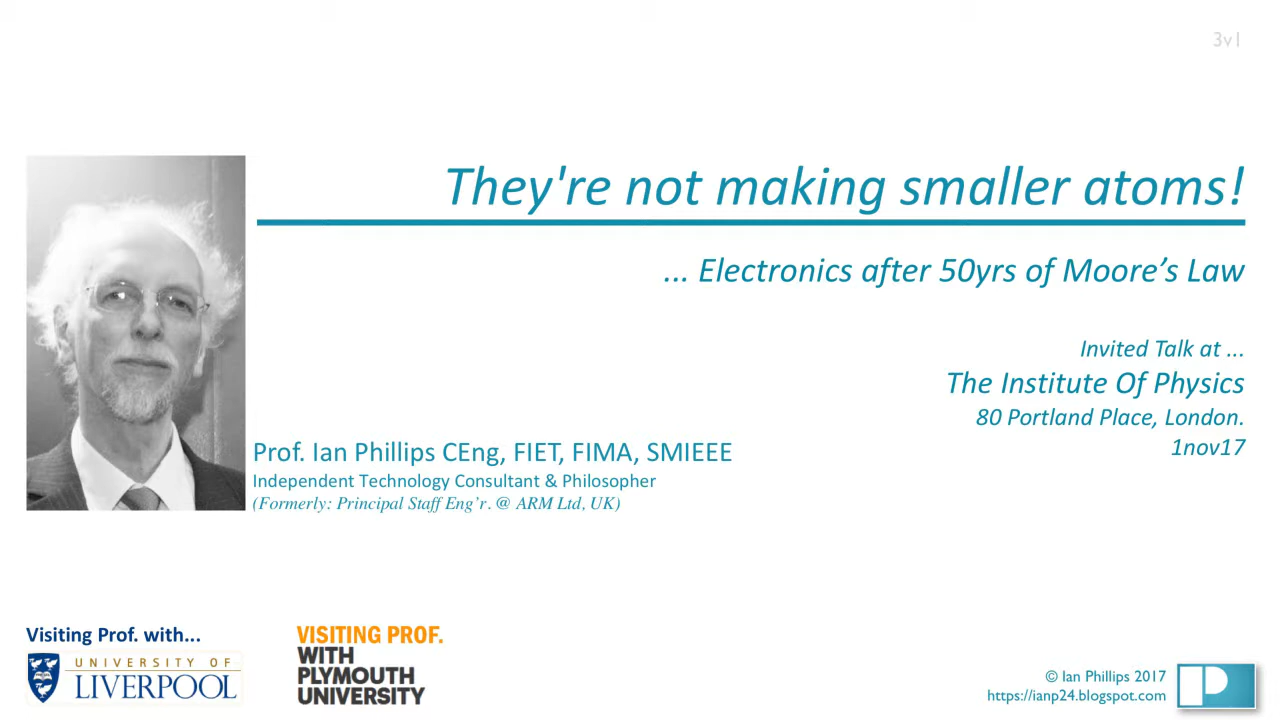 3v1
They're not making smaller atoms!
... Electronics after 50yrs of Moore’s Law
Invited Talk at ...
The Institute Of Physics
80 Portland Place, London.
1nov17
Prof. Ian Phillips CEng, FIET, FIMA, SMIEEE
Independent Technology Consultant & Philosopher
(Formerly: Principal Staff Eng’r. @ ARM Ltd, UK)
Visiting Prof. with...
UNIVERSITY OF
LIVERPOOL
VISITING PROF.
WITH
PLYMOUTH
UNIVERSITY
© Ian Phillips 2017
https://ianp24.blogspot.com
P